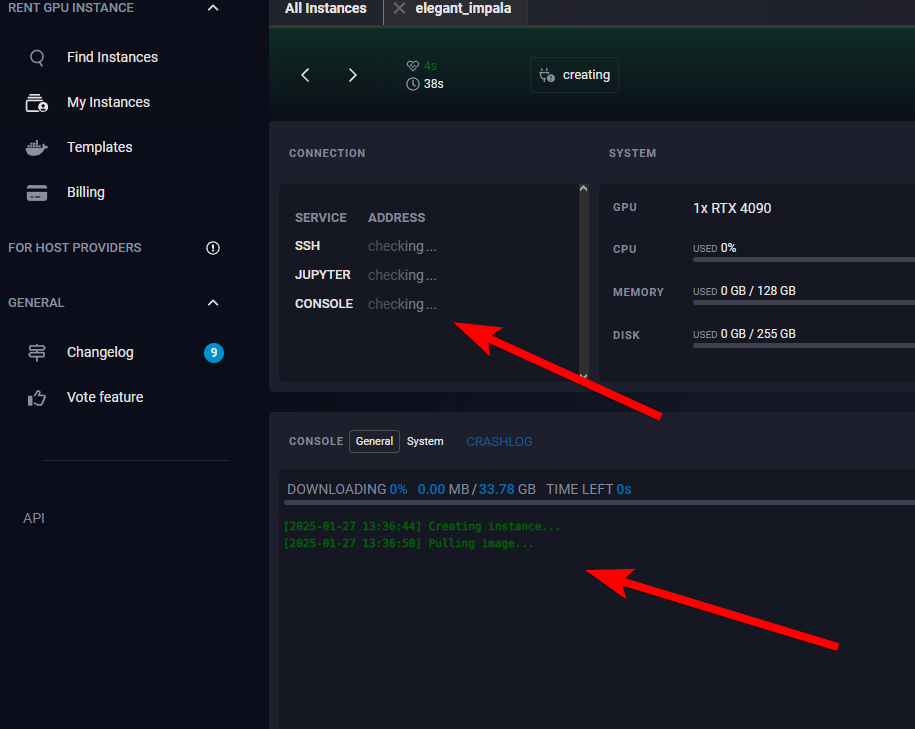 RENT GPU INSTANCE
Find Instances
My Instances
Templates
Billing
FOR HOST PROVIDERS
GENERAL
Changelog 9
Vote feature
API
All Instances elegant_impala
4s
38s
creating
CONNECTION
SERVICE ADDRESS
SSH checking...
JUPYTER checking...
CONSOLE checking...
SYSTEM
GPU 1x RTX 4090
CPU USED 0%
MEMORY USED 0 GB / 128 GB
DISK USED 0 GB / 255 GB
CONSOLE General System CRASHLOG
DOWNLOADING 0% 0.00 MB / 33.78 GB TIME LEFT 0s
[2025-01-27 13:36:44] Creating instance...
[2025-01-27 13:36:50] Pulling image...